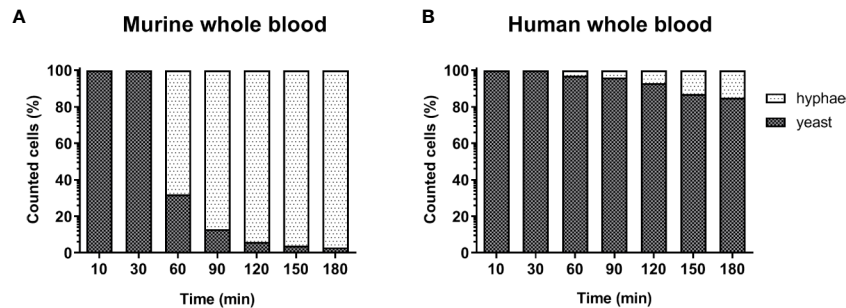 A
Murine whole blood
Counted cells (%)
100
80
60
40
20
0
10 30 60 90 120 150 180
Time (min)
B
Human whole blood
Counted cells (%)
100
80
60
40
20
0
10 30 60 90 120 150 180
Time (min)
hyphae
yeast